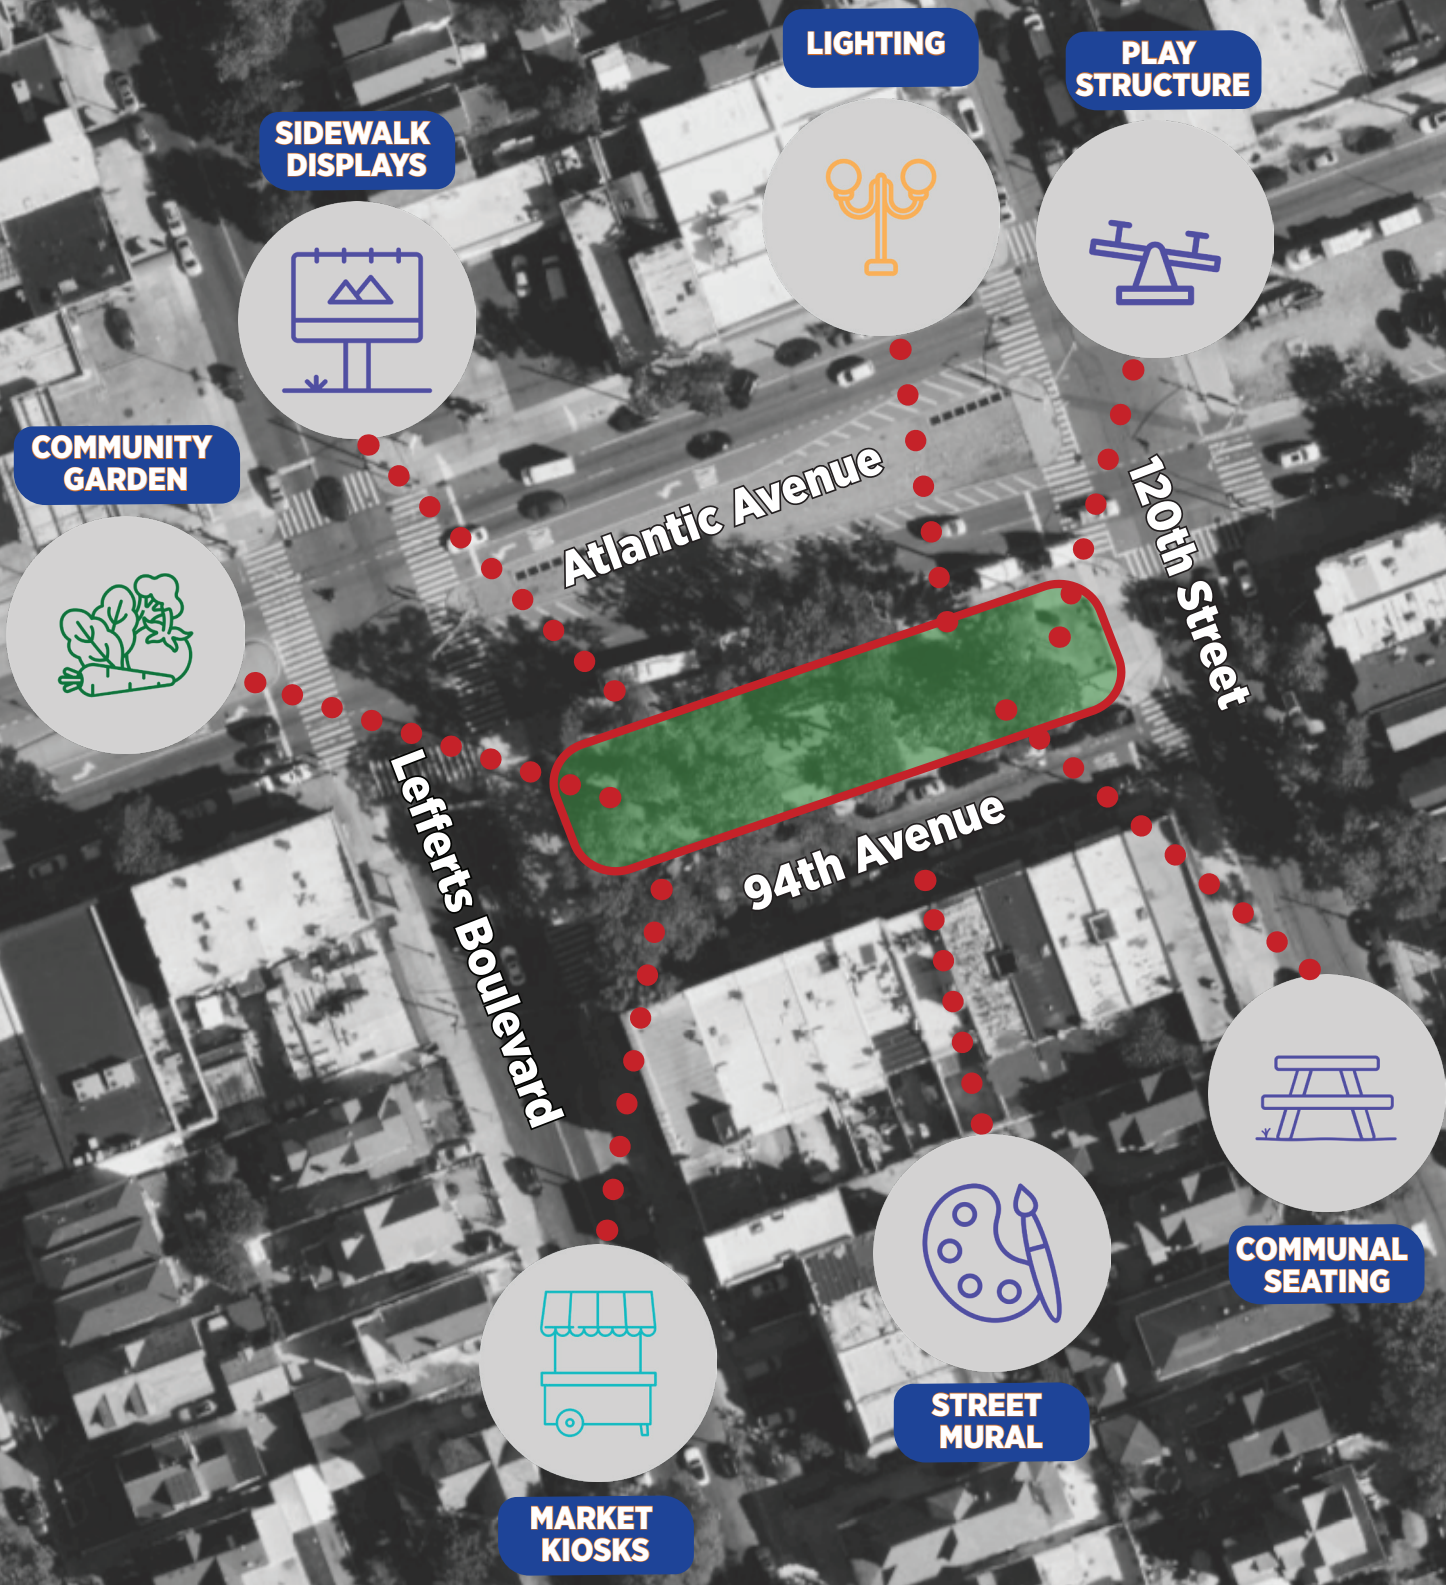 LIGHTING
PLAY
STRUCTURE
SIDEWALK
DISPLAYS
COMMUNITY
GARDEN
Atlantic Avenue
120th Street
Lefferts Boulevard
94th Avenue
COMMUNAL
SEATING
STREET
MURAL
MARKET
KIOSKS